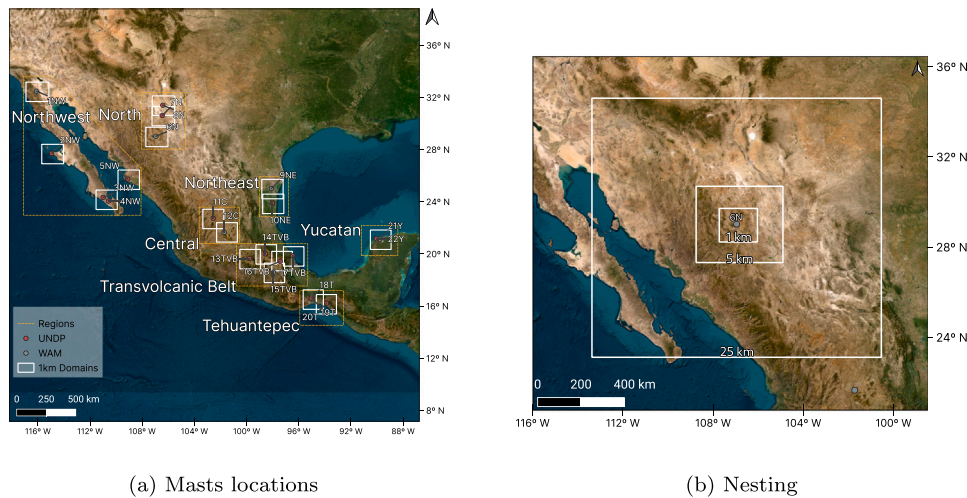 36° N
32° N
28° N
24° N
20° N
16° N
12° N
8° N
1NW
Northwest
North
6N
2NW
5NW
3NW
4NW
Northeast
9NE
10NE
11C
12C
Central
Yucatan
21Y
22Y
14TVB
13TVB
16TVB
17TVB
15TVB
Transvolcanic Belt
18T
20T
19T
Tehuantepec
Regions
UNDP
WAM
1km Domains
0 250 500 km
116° W 112° W 108° W 104° W 100° W 96° W 92° W 88° W
(a) Masts locations
36° N
32° N
28° N
24° N
6N
1 km
5 km
25 km
0 200 400 km
116° W 112° W 108° W 104° W 100° W
(b) Nesting